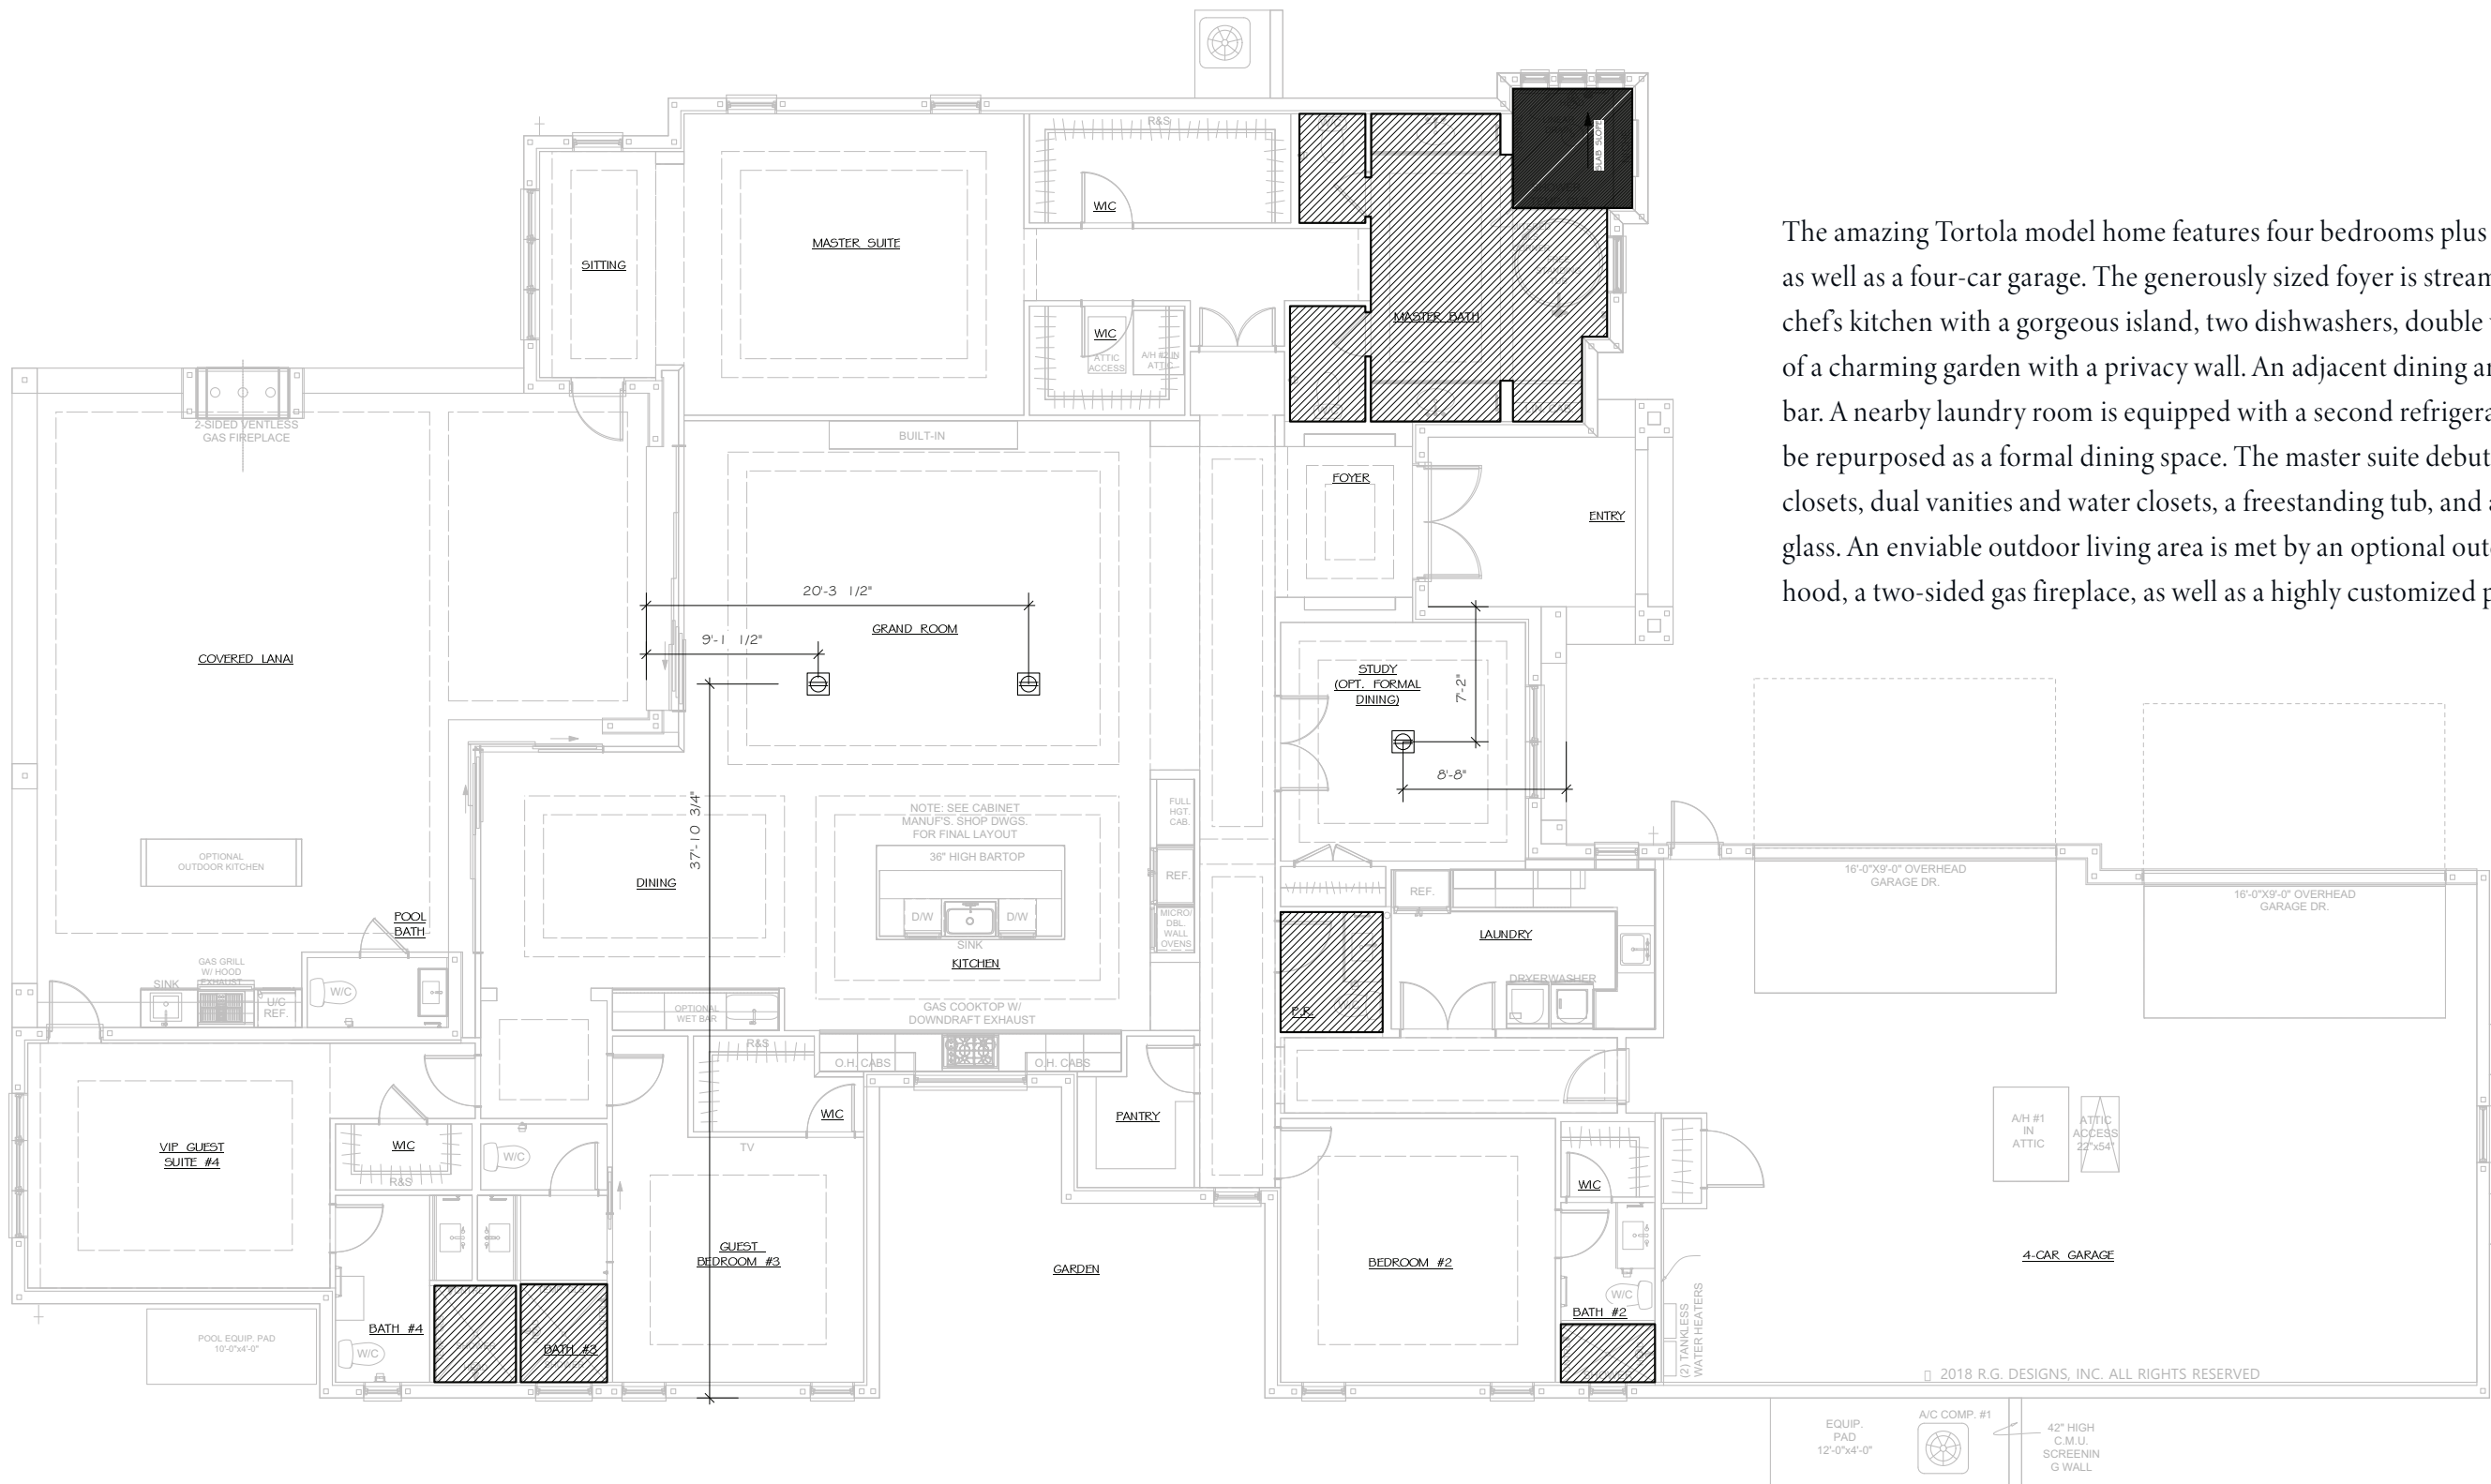 The amazing Tortola model home features four bedrooms plus
as well as a four-car garage. The generously sized foyer is
chef's kitchen with a gorgeous island, two dishwashers, double
of a charming garden with a privacy wall. An adjacent dining
bar. A nearby laundry room is equipped with a second
be repurposed as a formal dining space. The master suite
closets, dual vanities and water closets, a freestanding tub, and
glass. An enviable outdoor living area is met by an optional
hood, a two-sided gas fireplace, as well as a highly customized
R&S
SLAB SLOPE
WIC
MASTER SUITE
SITTING
MASTER BATH
WIC
ATTIC
ACCESS
A/H #2 IN
ATTIC
2-SIDED VENTLESS
GAS FIREPLACE
BUILT-IN
FOYER
ENTRY
20'-3 1/2"
GRAND ROOM
9'-1 1/2"
COVERED LANAI
STUDY
(OPT. FORMAL
DINING)
7'-2"
8'-8"
37'-10 3/4"
NOTE: SEE CABINET
MANUF'S. SHOP DWGS.
FOR FINAL LAYOUT
36" HIGH BARTOP
FULL
HGT.
CAB.
REF.
MICRO/
DBL.
WALL
OVENS
OPTIONAL
OUTDOOR KITCHEN
DINING
D/W
D/W
SINK
KITCHEN
POOL
BATH
REF.
LAUNDRY
DRYER
WASHER
16'-0"X9'-0" OVERHEAD
GARAGE DR.
16'-0"X9'-0" OVERHEAD
GARAGE DR.
GAS GRILL
W/ HOOD
EXHAUST
SINK
U/C
REF.
W/C
OPTIONAL
WET BAR
GAS COOKTOP W/
DOWNDRAFT EXHAUST
P.R.
R&S
O.H. CABS
O.H. CABS
WIC
PANTRY
TV
VIP GUEST
SUITE #4
WIC
R&S
W/C
A/H #1
IN
ATTIC
ATTIC
ACCESS
22"x54"
WIC
GUEST
BEDROOM #3
GARDEN
BEDROOM #2
4-CAR GARAGE
BATH #4
W/C
BATH #3
W/C
BATH #2
SHOWER
(2) TANKLESS
WATER HEATERS
POOL EQUIP. PAD
10'-0"x4'-0"
2018 R.G. DESIGNS, INC. ALL RIGHTS RESERVED
EQUIP.
PAD
12'-0"x4'-0"
A/C COMP. #1
42" HIGH
C.M.U.
SCREENIN
G WALL